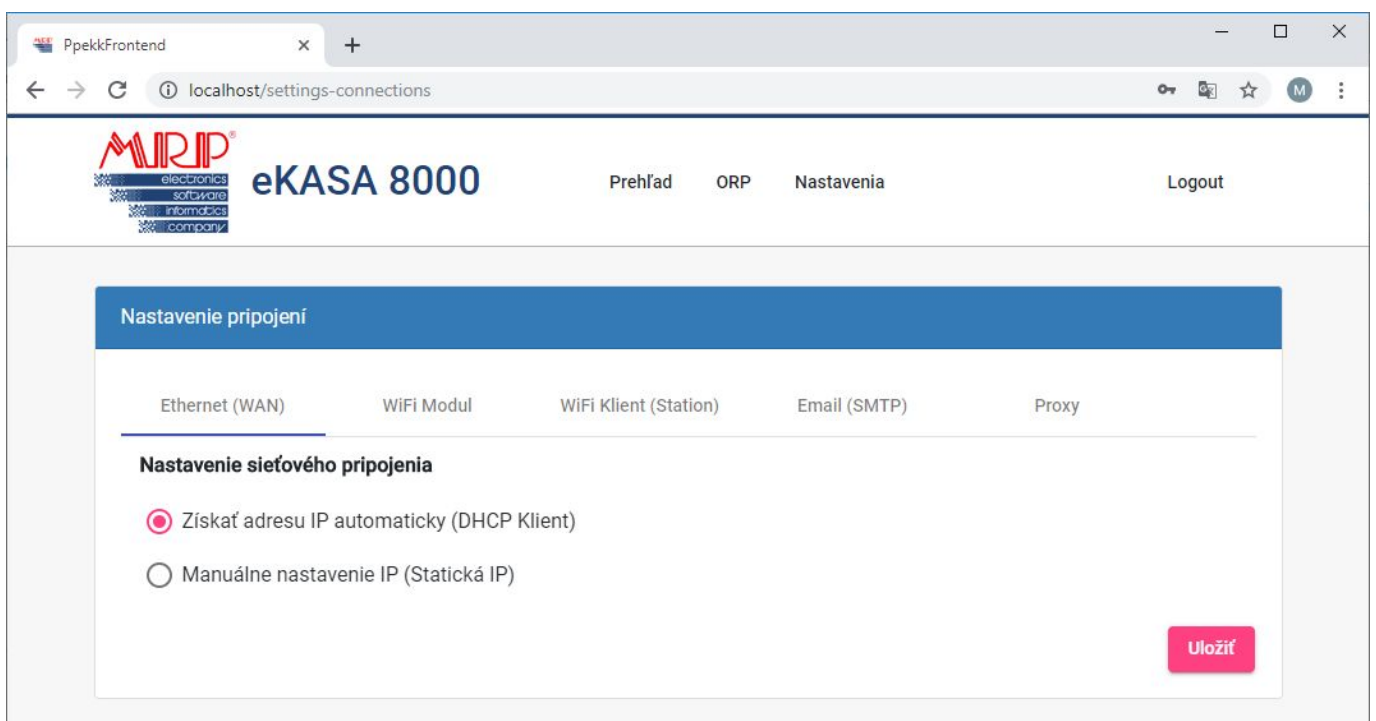 PpekkFrontend
localhost/settings-connections
M
MRP®
electronics
software
informatics
company
eKASA 8000
Prehľad ORP Nastavenia Logout
Nastavenie pripojení
Ethernet (WAN) WiFi Modul WiFi Klient (Station) Email (SMTP) Proxy
Nastavenie sieťového pripojenia
Získať adresu IP automaticky (DHCP Klient)
Manuálne nastavenie IP (Statická IP)
Uložiť